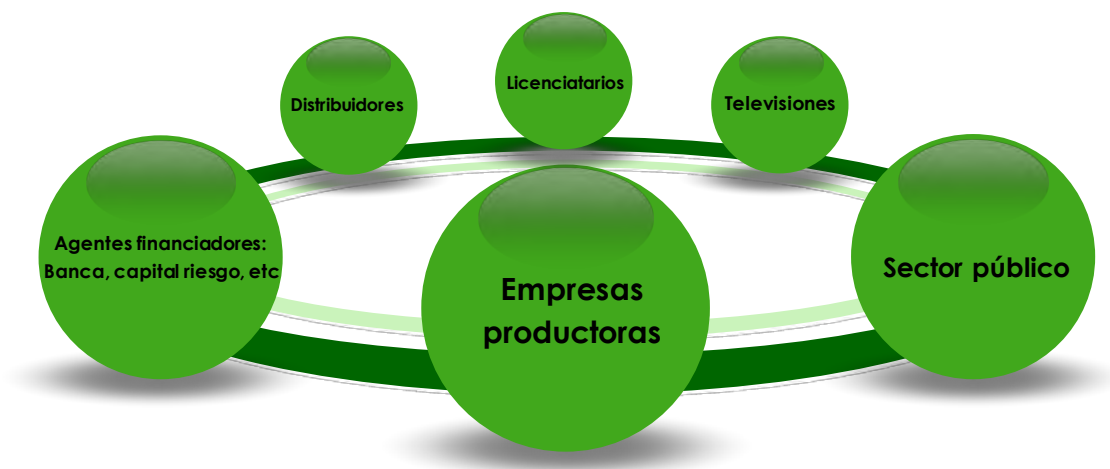 Licenciatarios
Distribuidores
Televisiones
Agentes financiadores:
Banca, capital riesgo, etc
Sector público
Empresas
productoras